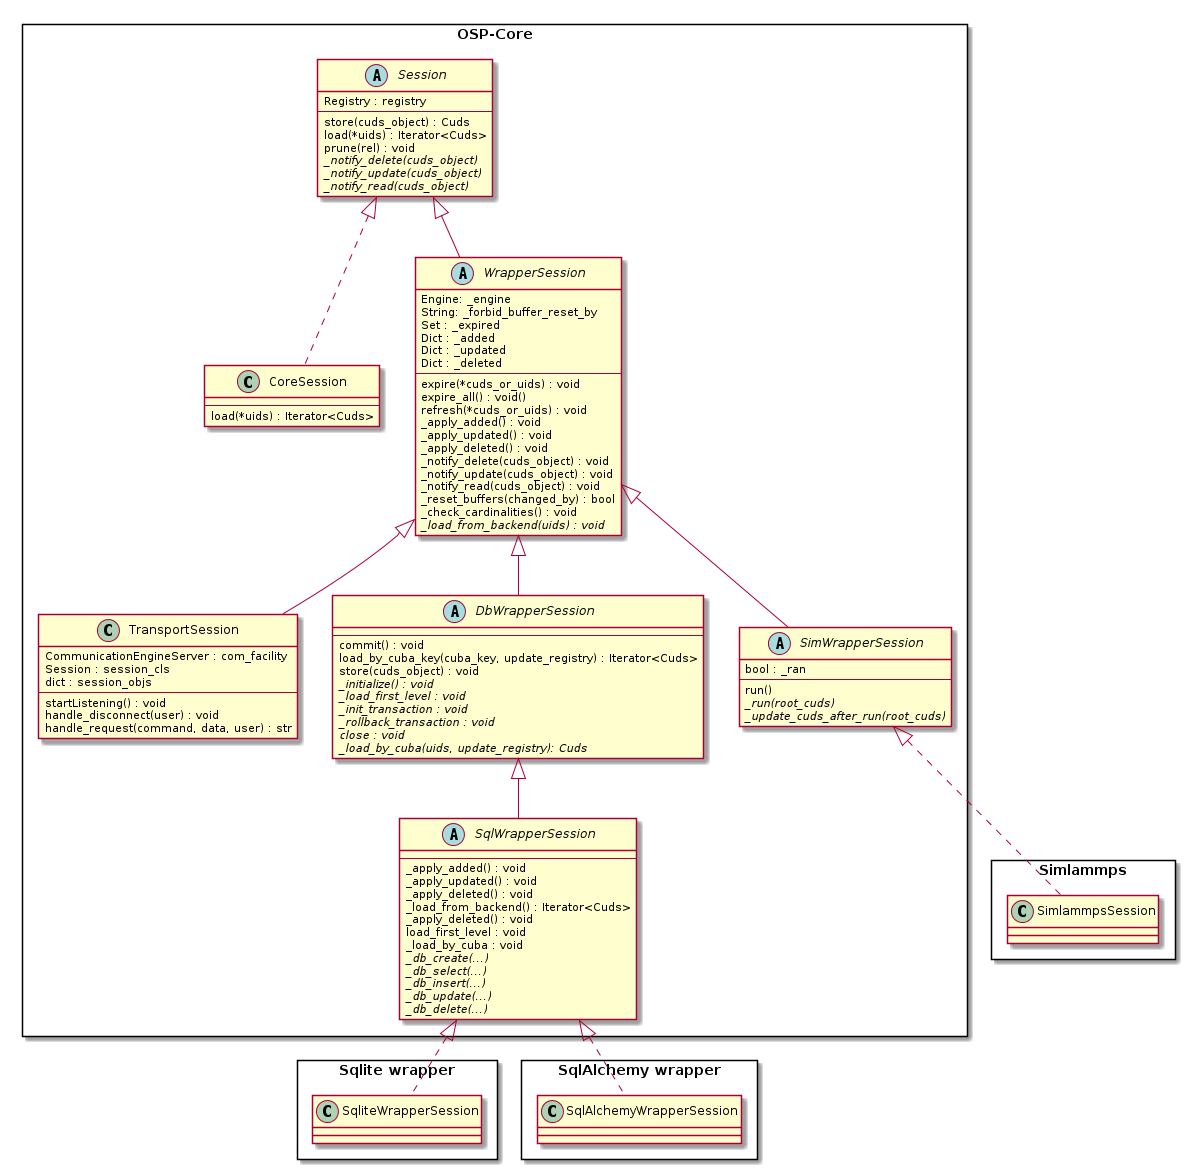 OSP-Core
A Session
Registry : registry
store(cuds_object) : Cuds
load(*uids) : Iterator<Cuds>
prune(rel) : void
_notify_delete(cuds_object)
_notify_update(cuds_object)
_notify_read(cuds_object)
A WrapperSession
Engine: _engine
String: _forbid_buffer_reset_by
Set : _expired
Dict : _added
Dict : _updated
Dict : _deleted
expire(*cuds_or_uids) : void
expire_all() : void()
refresh(*cuds_or_uids) : void
_apply_added() : void
_apply_updated() : void
_apply_deleted() : void
_notify_delete(cuds_object) : void
_notify_update(cuds_object) : void
_notify_read(cuds_object) : void
_reset_buffers(changed_by) : bool
_check_cardinalities() : void
_load_from_backend(uids) : void
C CoreSession
load(*uids) : Iterator<Cuds>
C TransportSession
CommunicationEngineServer : com_facility
Session : session_cls
dict : session_objs
startListening() : void
handle_disconnect(user) : void
handle_request(command, data, user) : str
A DbWrapperSession
commit() : void
load_by_cuba_key(cuba_key, update_registry) : Iterator<Cuds>
store(cuds_object) : void
_initialize() : void
_load_first_level : void
_init_transaction : void
_rollback_transaction : void
close : void
_load_by_cuba(uids, update_registry): Cuds
A SimWrapperSession
bool : _ran
run()
_run(root_cuds)
_update_cuds_after_run(root_cuds)
A SqlWrapperSession
_apply_added() : void
_apply_updated() : void
_apply_deleted() : void
_load_from_backend() : Iterator<Cuds>
_apply_deleted() : void
load_first_level : void
_load_by_cuba : void
_db_create(...)
_db_select(...)
_db_insert(...)
_db_update(...)
_db_delete(...)
Simlammps
C SimlammpsSession
Sqlite wrapper
C SqliteWrapperSession
SqlAlchemy wrapper
C SqlAlchemyWrapperSession